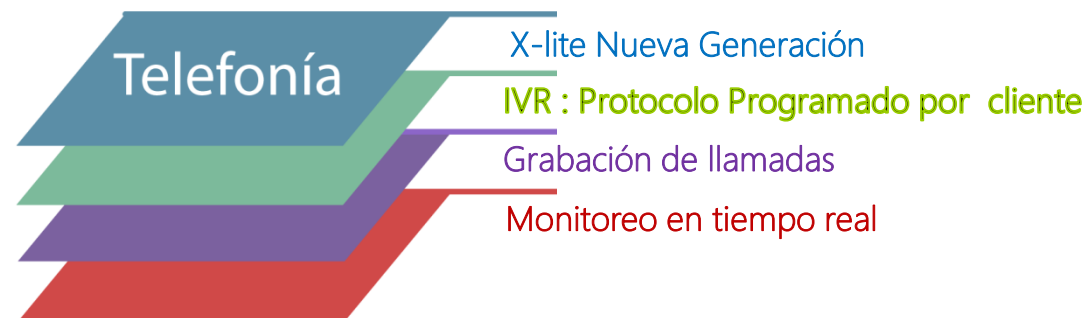 Telefonía
X-lite Nueva Generación
IVR : Protocolo Programado por cliente
Grabación de llamadas
Monitoreo en tiempo real